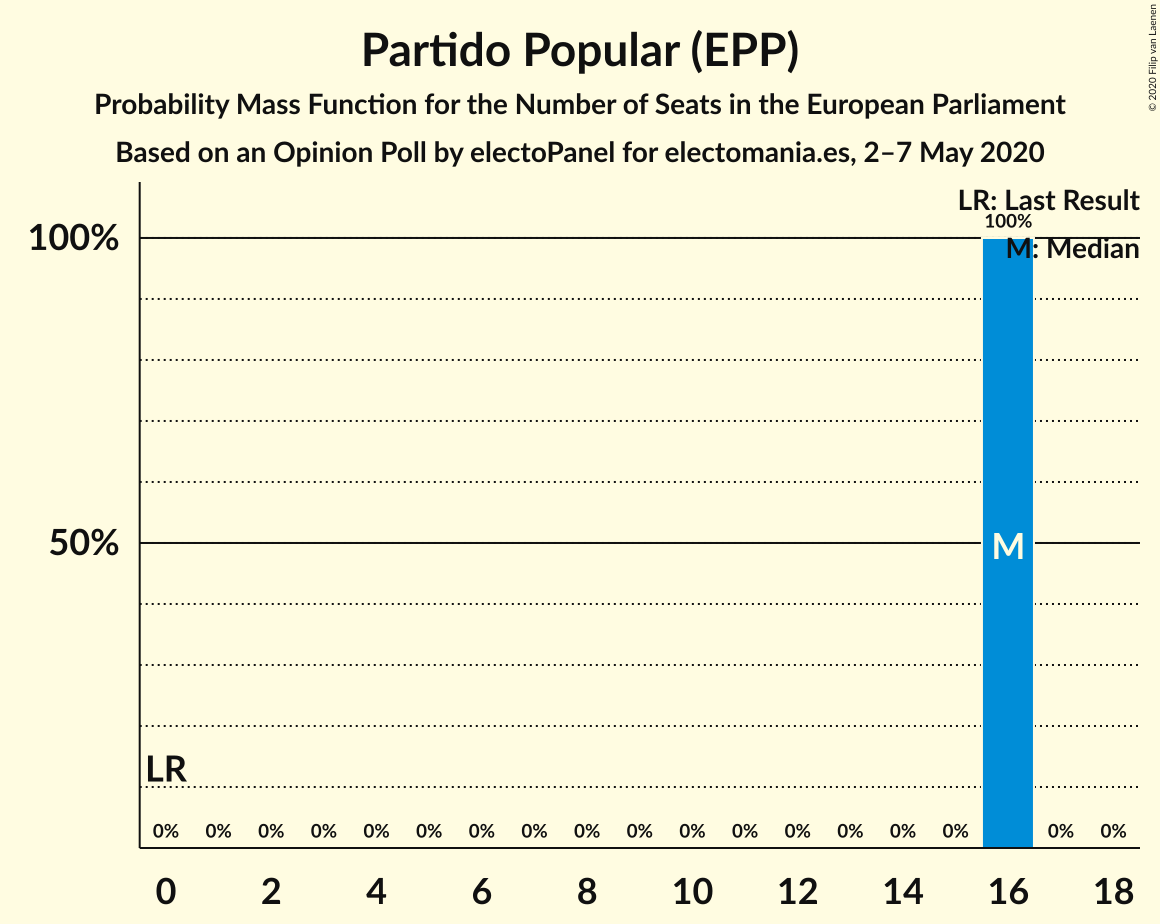 Partido Popular (EPP)
Probability Mass Function for the Number of Seats in the European Parliament
Based on an Opinion Poll by electoPanel for electomania.es, 2–7 May 2020
© 2020 Filip van Laenen
LR: Last Result
100%
100%
M: Median
50%
M
LR
0% 0% 0% 0% 0% 0% 0% 0% 0% 0% 0% 0% 0% 0% 0% 0% 0% 0%
0 2 4 6 8 10 12 14 16 18